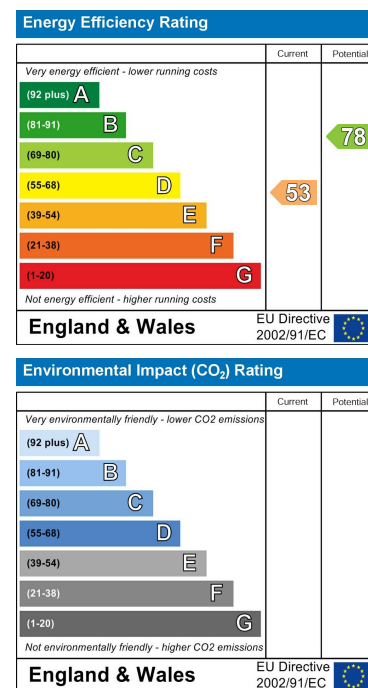 Energy Efficiency Rating
Current Potential
Very energy efficient - lower running costs
(92 plus) A
(81-91) B
(69-80) C
(55-68) D
(39-54) E
(21-38) F
(1-20) G
78
53
Not energy efficient - higher running costs
England & Wales
EU Directive
2002/91/EC
Environmental Impact (CO₂) Rating
Current Potential
Very environmentally friendly - lower CO2 emissions
(92 plus) A
(81-91) B
(69-80) C
(55-68) D
(39-54) E
(21-38) F
(1-20) G
Not environmentally friendly - higher CO2 emissions
England & Wales
EU Directive
2002/91/EC